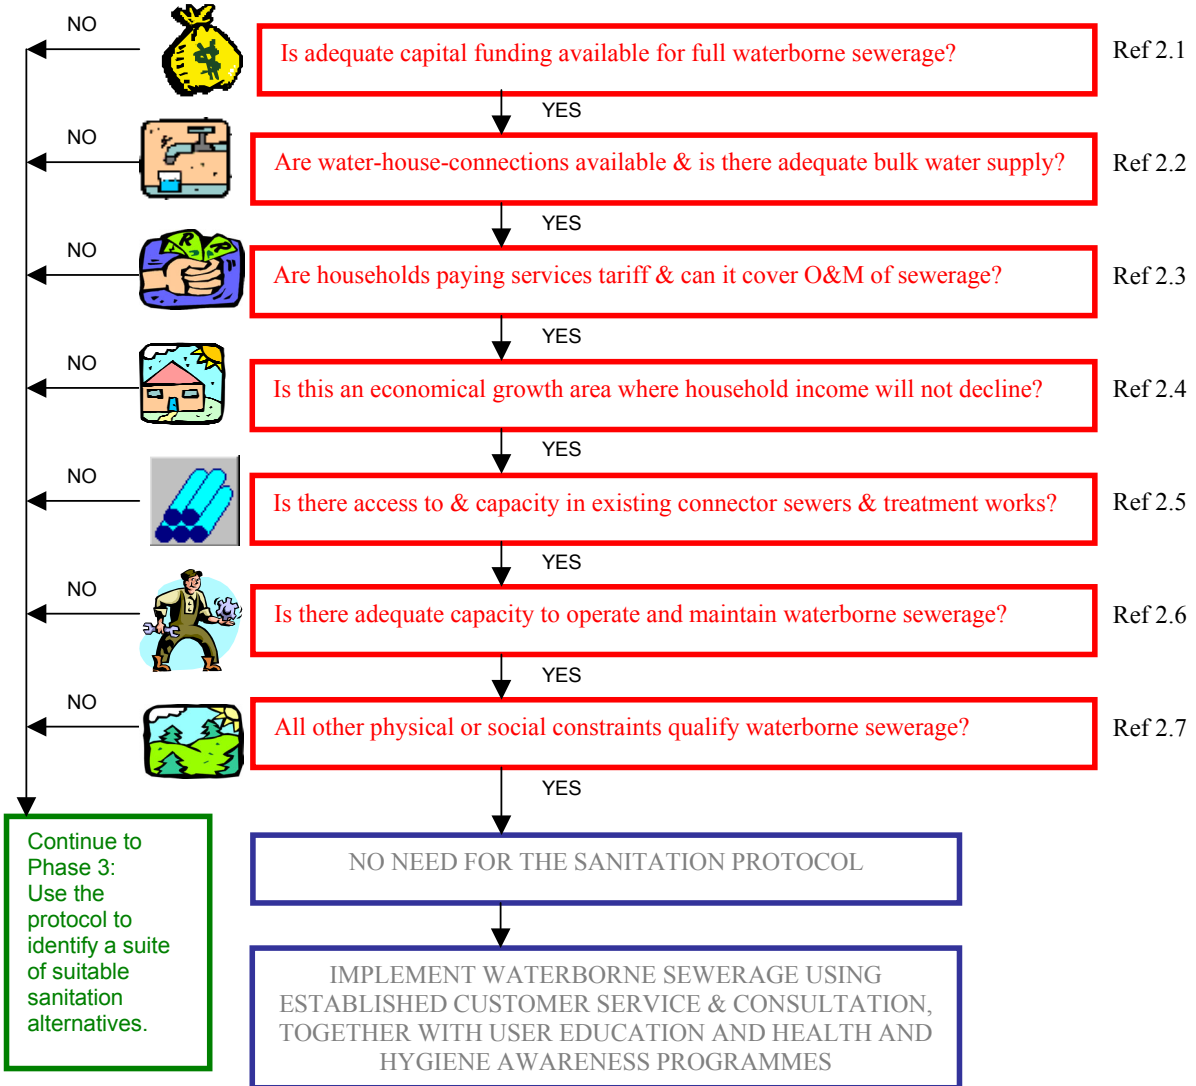 NO
Is adequate capital funding available for full waterborne sewerage?
Ref 2.1
YES
NO
Are water-house-connections available & is there adequate bulk water supply?
Ref 2.2
YES
NO
Are households paying services tariff & can it cover O&M of sewerage?
Ref 2.3
YES
NO
Is this an economical growth area where household income will not decline?
Ref 2.4
YES
NO
Is there access to & capacity in existing connector sewers & treatment works?
Ref 2.5
YES
NO
Is there adequate capacity to operate and maintain waterborne sewerage?
Ref 2.6
YES
NO
All other physical or social constraints qualify waterborne sewerage?
Ref 2.7
YES
Continue to
Phase 3:
Use the
protocol to
identify a suite
of suitable
sanitation
alternatives.
NO NEED FOR THE SANITATION PROTOCOL
IMPLEMENT WATERBORNE SEWERAGE USING
ESTABLISHED CUSTOMER SERVICE & CONSULTATION,
TOGETHER WITH USER EDUCATION AND HEALTH AND
HYGIENE AWARENESS PROGRAMMES